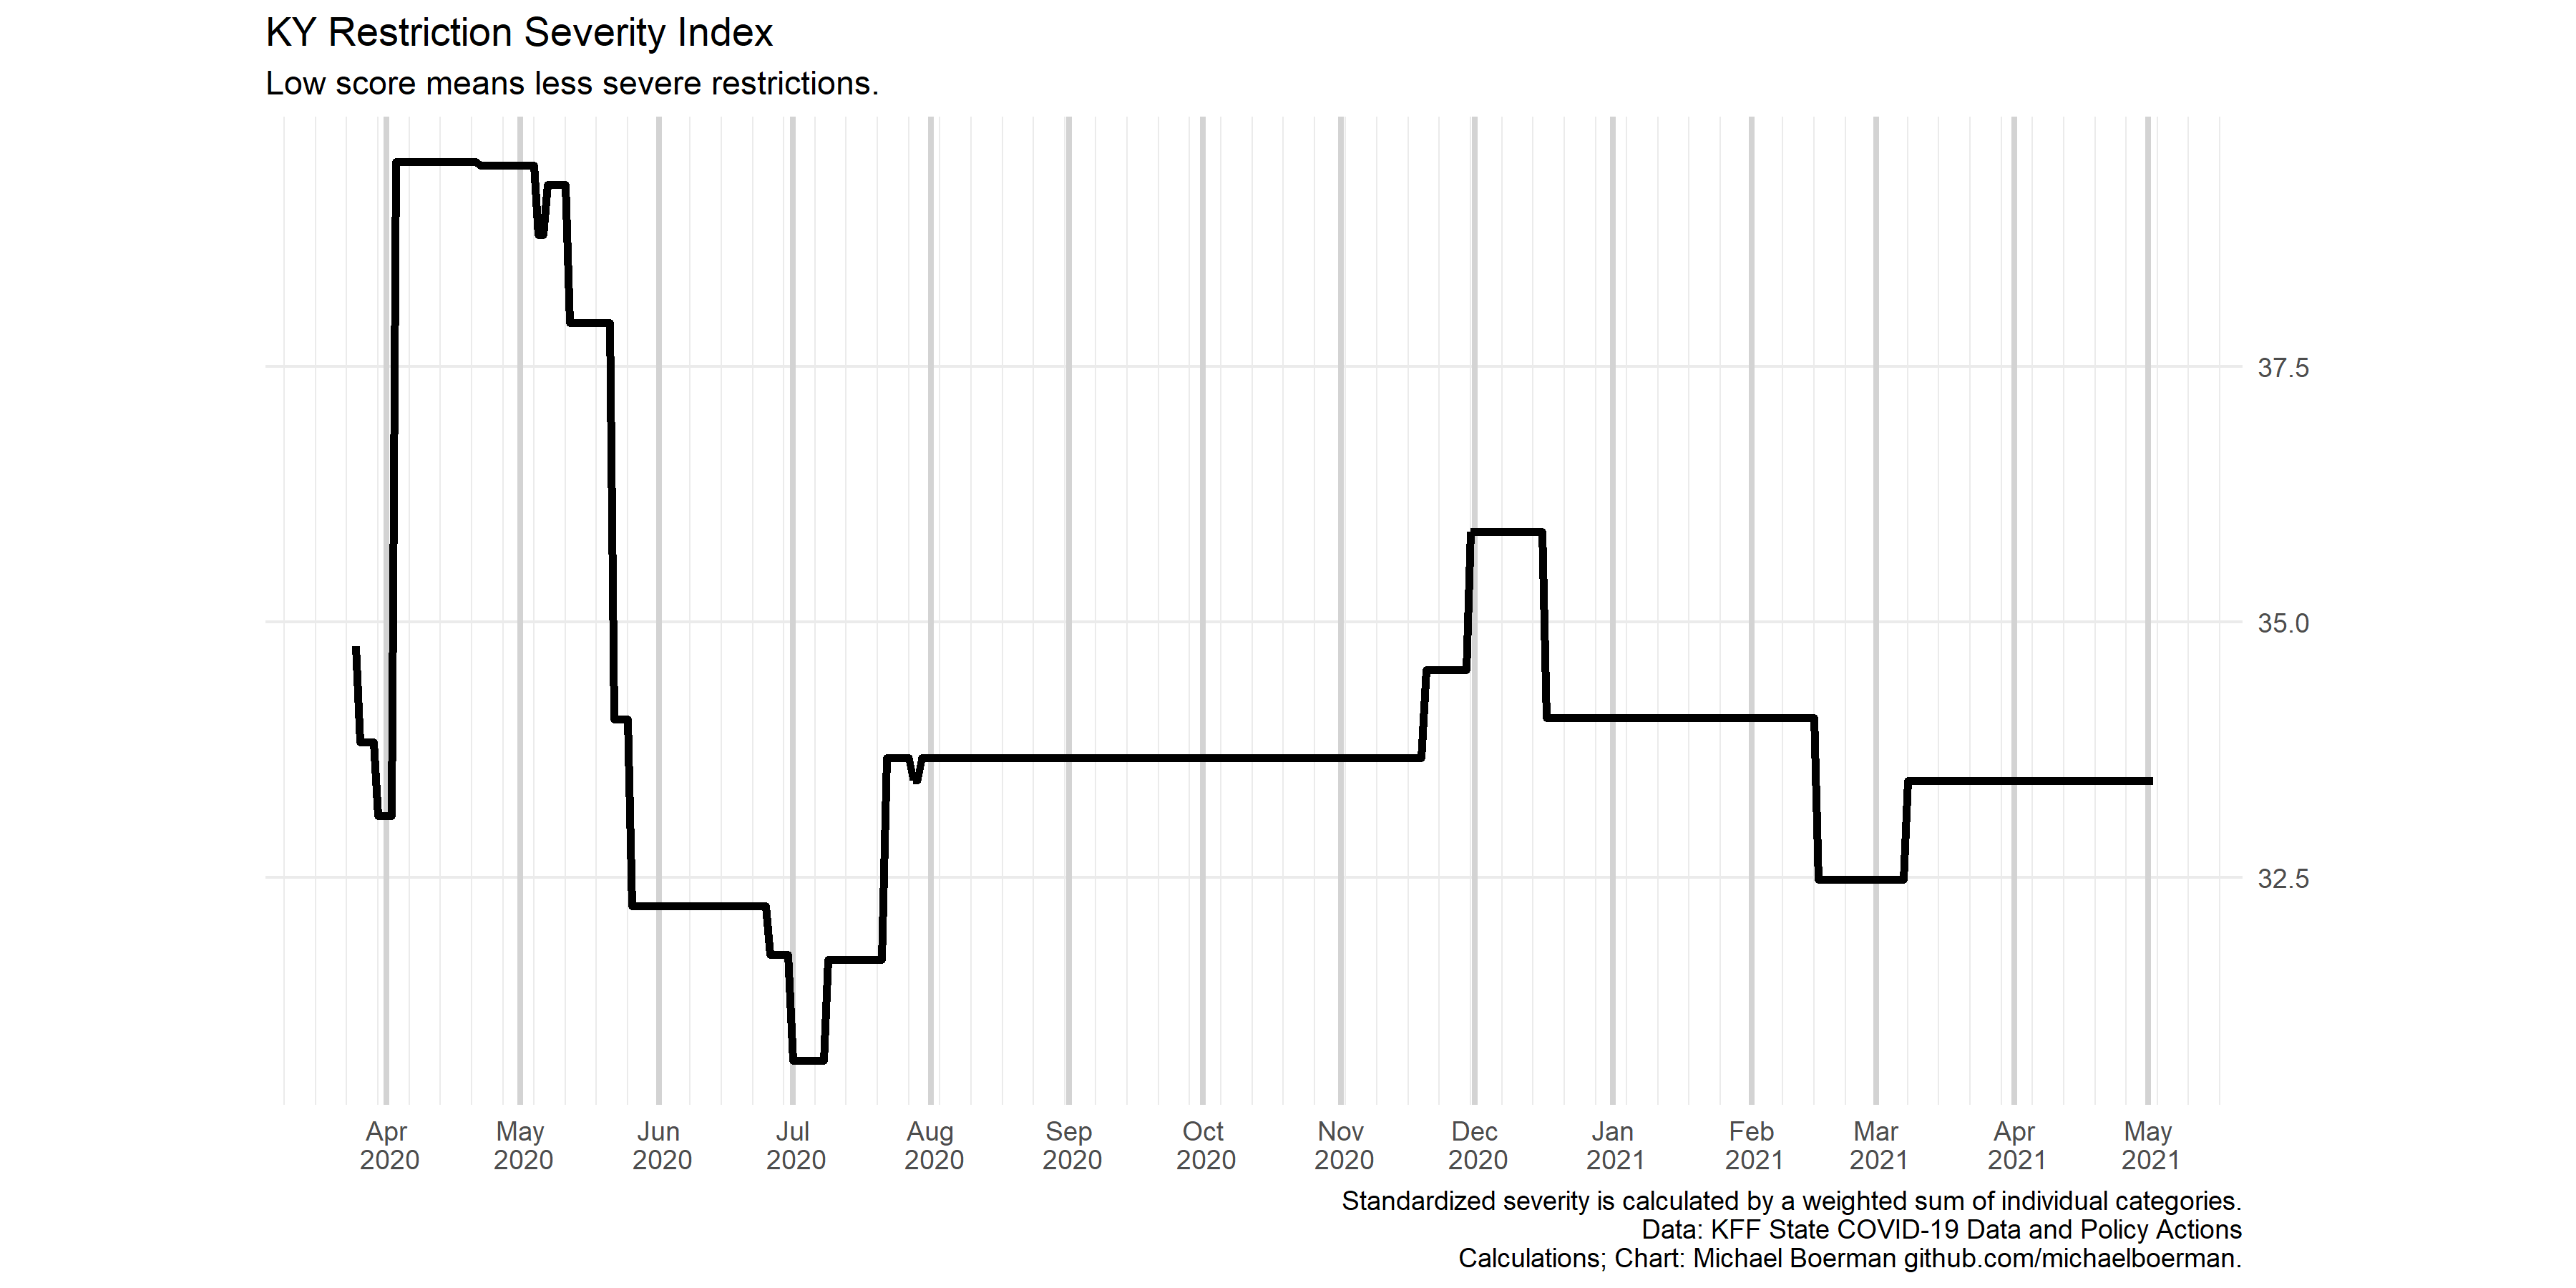 KY Restriction Severity Index
Low score means less severe restrictions.
37.5
35.0
32.5
Apr May Jun Jul Aug Sep Oct Nov Dec Jan Feb Mar Apr May
2020 2020 2020 2020 2020 2020 2020 2020 2020 2021 2021 2021 2021 2021
Standardized severity is calculated by a weighted sum of individual categories.
Data: KFF State COVID-19 Data and Policy Actions
Calculations; Chart: Michael Boerman github.com/michaelboerman.